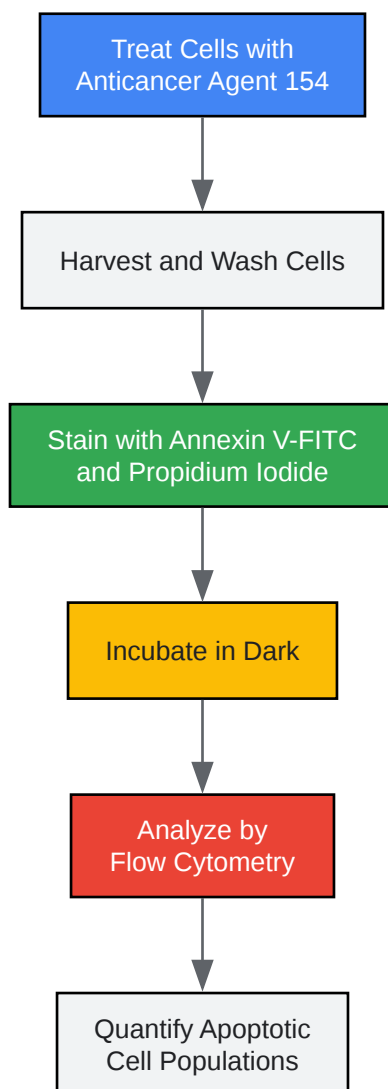 Treat Cells with
Anticancer Agent 154
Harvest and Wash Cells
Stain with Annexin V-FITC
and Propidium Iodide
Incubate in Dark
Analyze by
Flow Cytometry
Quantify Apoptotic
Cell Populations